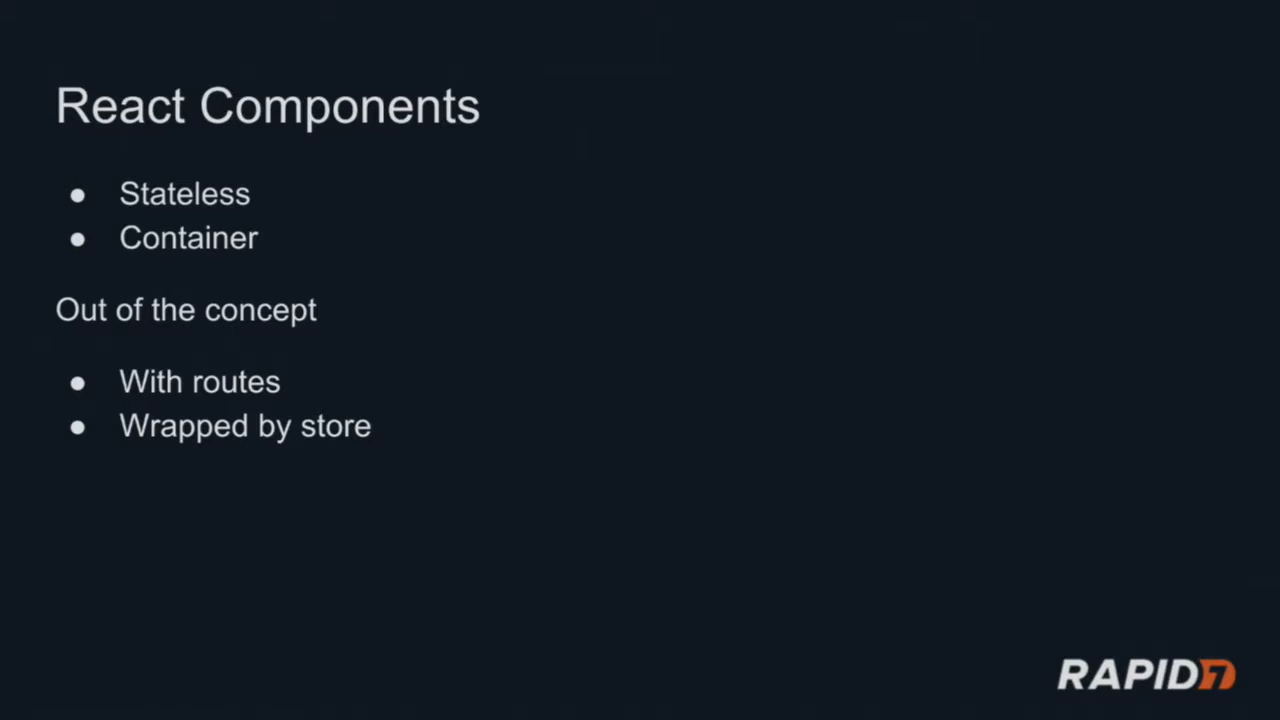 React Components
● Stateless
● Container
Out of the concept
● With routes
● Wrapped by store
RAPID7